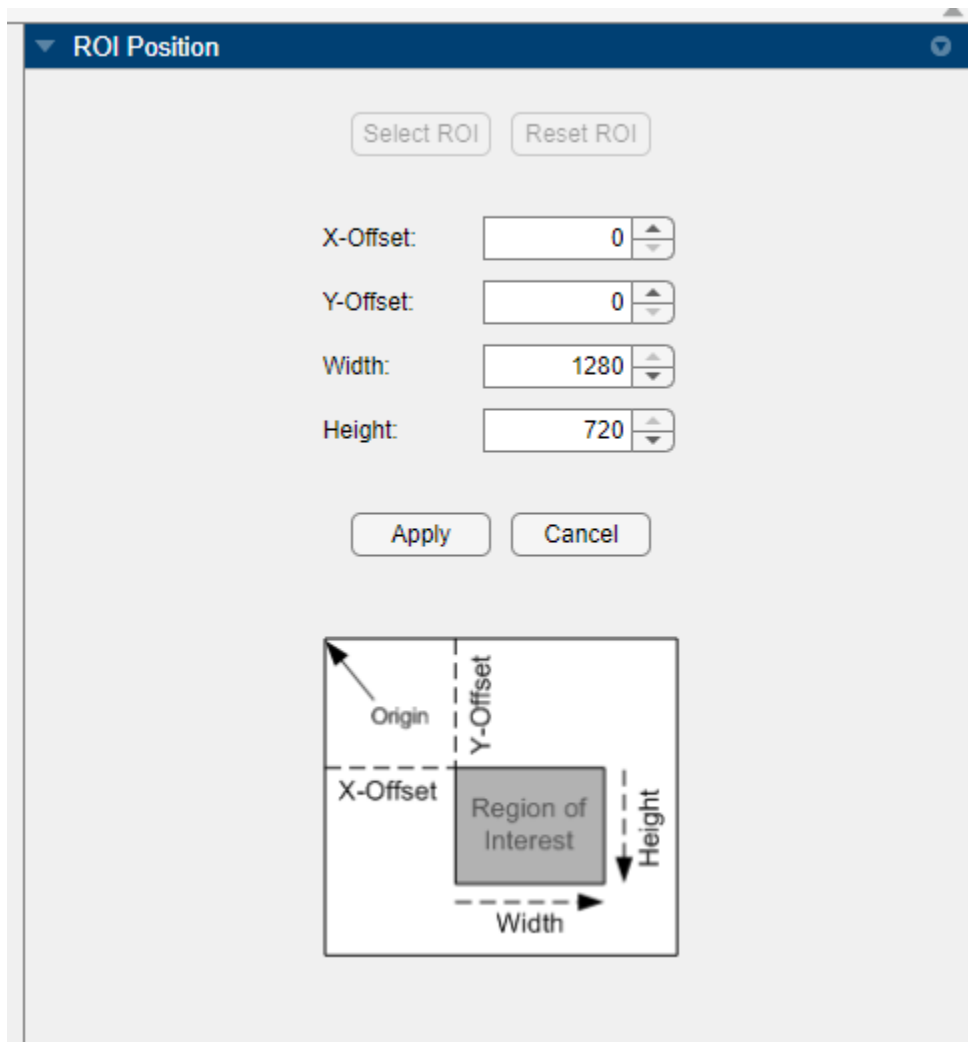 ROI Position
Select ROI Reset ROI
X-Offset: 0
Y-Offset: 0
Width: 1280
Height: 720
Apply Cancel
Origin
Y-Offset
X-Offset
Region of
Interest
Height
Width